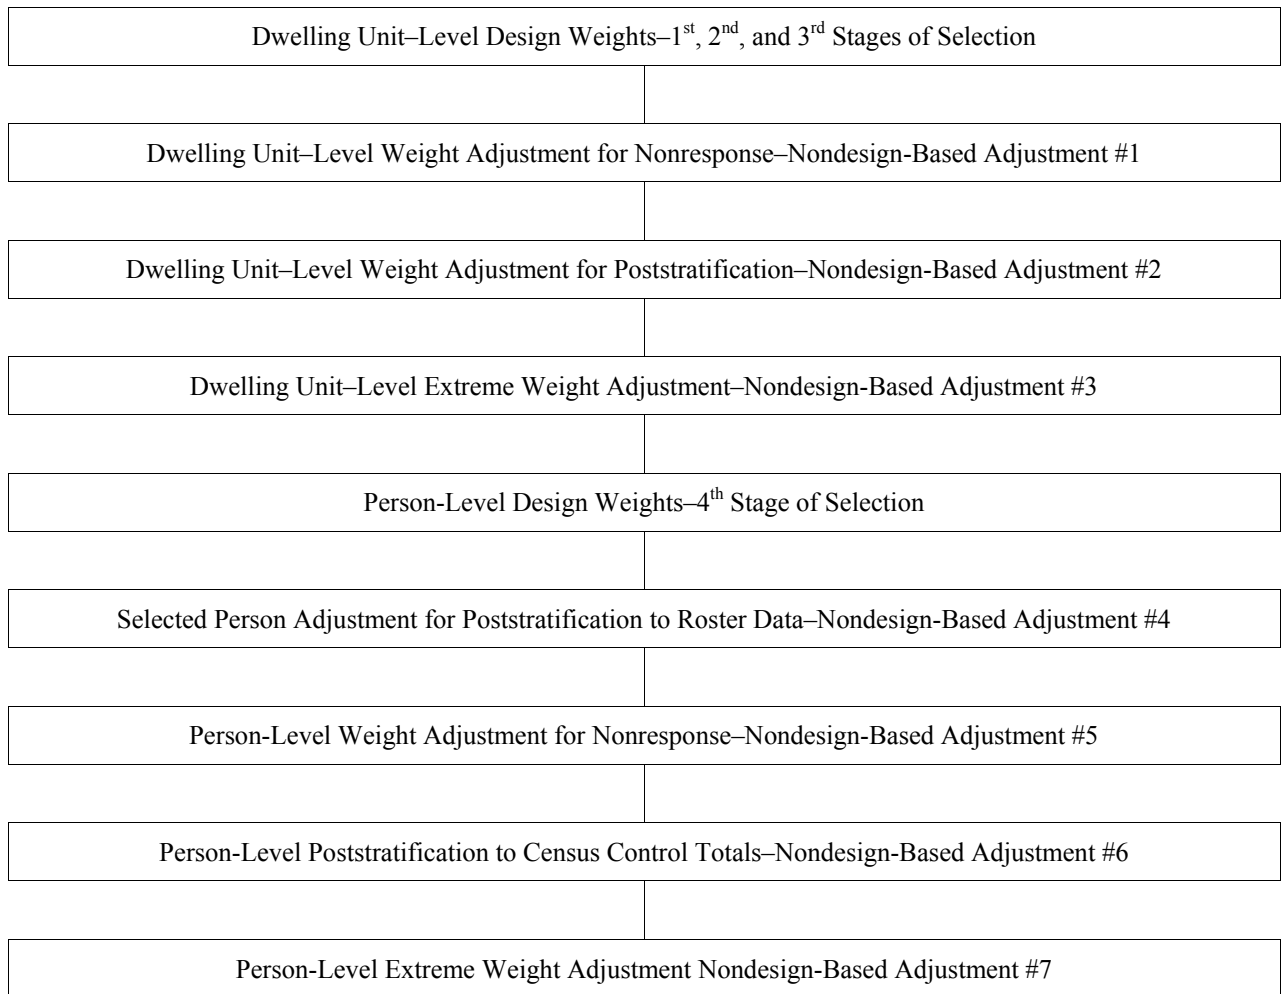 Dwelling Unit–Level Design Weights–1st, 2nd, and 3rd Stages of Selection
Dwelling Unit–Level Weight Adjustment for Nonresponse–Nondesign-Based Adjustment #1
Dwelling Unit–Level Weight Adjustment for Poststratification–Nondesign-Based Adjustment #2
Dwelling Unit–Level Extreme Weight Adjustment–Nondesign-Based Adjustment #3
Person-Level Design Weights–4th Stage of Selection
Selected Person Adjustment for Poststratification to Roster Data–Nondesign-Based Adjustment #4
Person-Level Weight Adjustment for Nonresponse–Nondesign-Based Adjustment #5
Person-Level Poststratification to Census Control Totals–Nondesign-Based Adjustment #6
Person-Level Extreme Weight Adjustment Nondesign-Based Adjustment #7